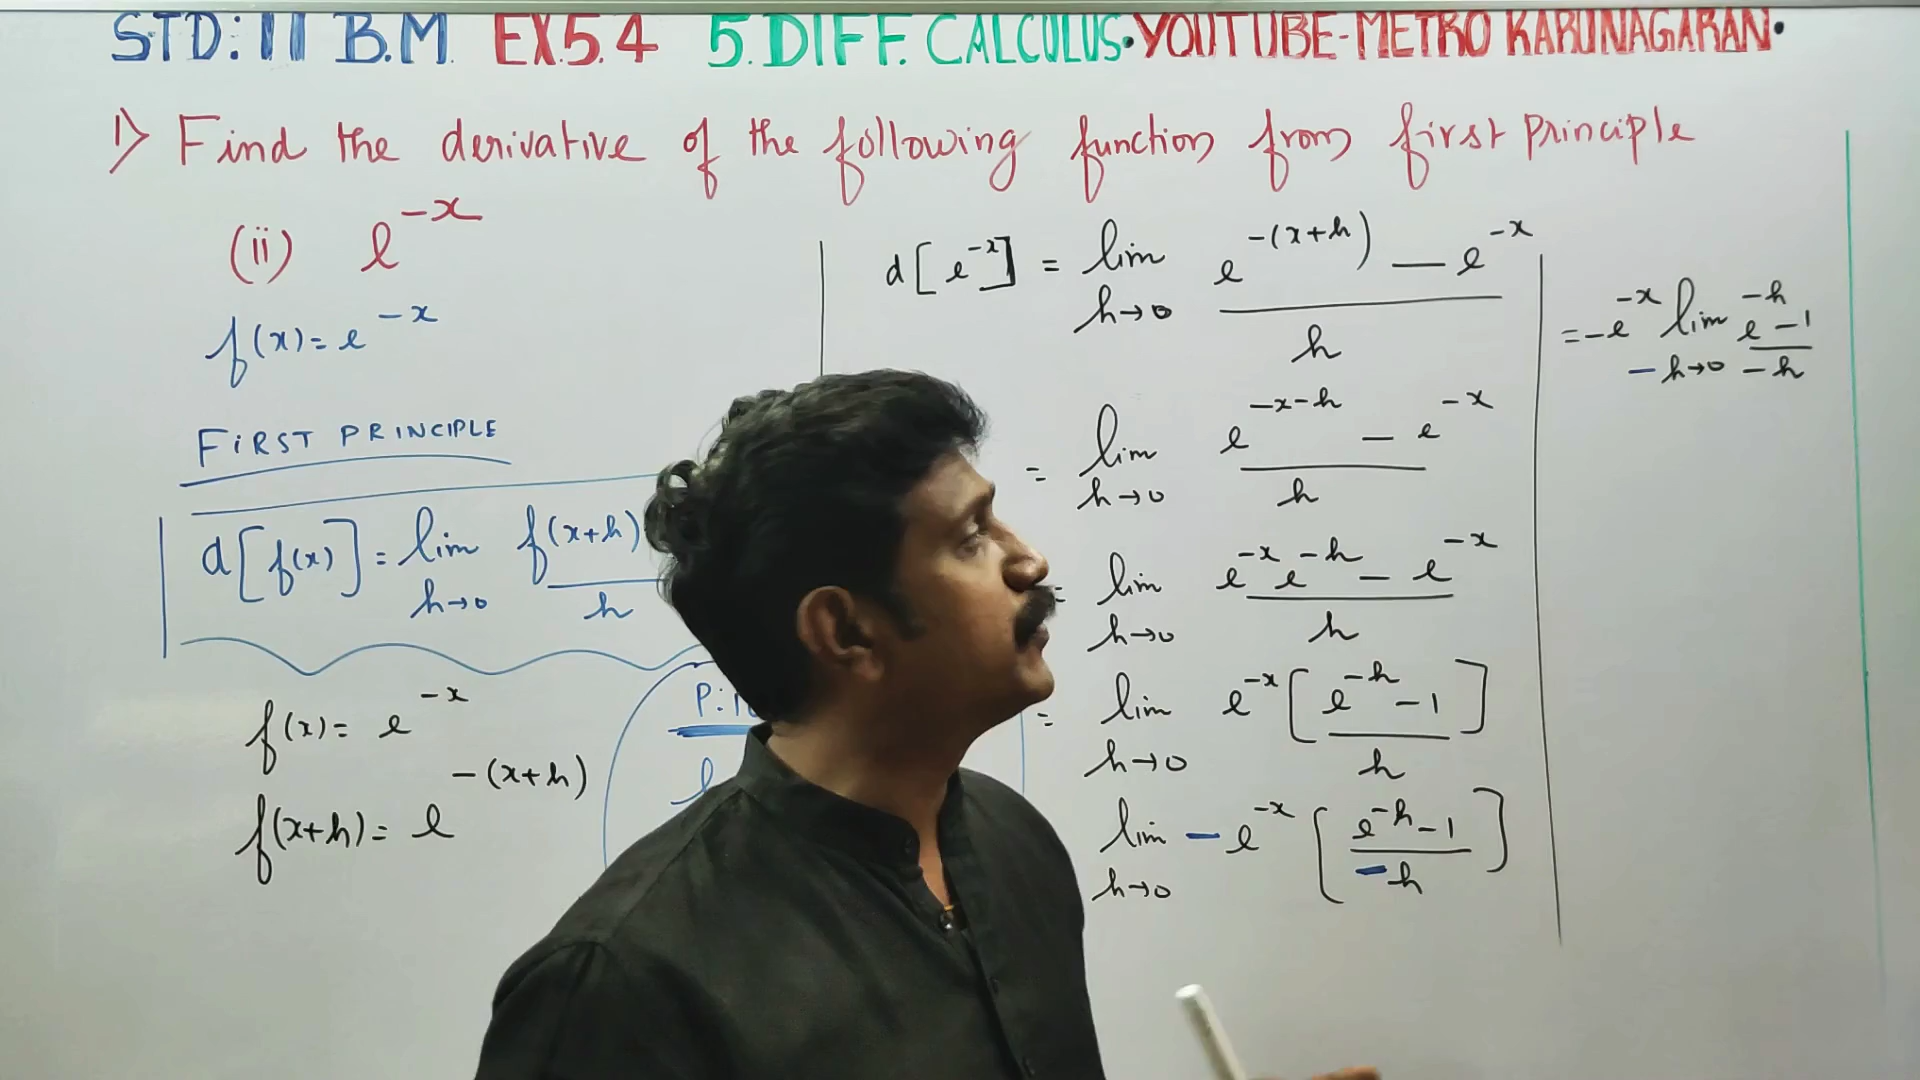 STD: 11 B.M. EX.5.4 5. DIFF. CALCULUS • YOUTUBE-METRO KARUNAGARAN •
1) Find the derivative of the following function from first principle
(ii) e^{-x}
f(x) = e^{-x}
FIRST PRINCIPLE
d[f(x)] = lim_{h→0} f(x+h) / h
f(x) = e^{-x}
f(x+h) = e^{-(x+h)}
d[e^{-x}] = lim_{h→0} (e^{-(x+h)} - e^{-x}) / h
= lim_{h→0} (e^{-x-h} - e^{-x}) / h
= lim_{h→0} (e^{-x} e^{-h} - e^{-x}) / h
= lim_{h→0} e^{-x} [(e^{-h} - 1) / h]
lim_{h→0} -e^{-x} [(e^{-h} - 1) / -h]
= -e^{-x} lim_{-h→0} (e^{-h} - 1) / -h